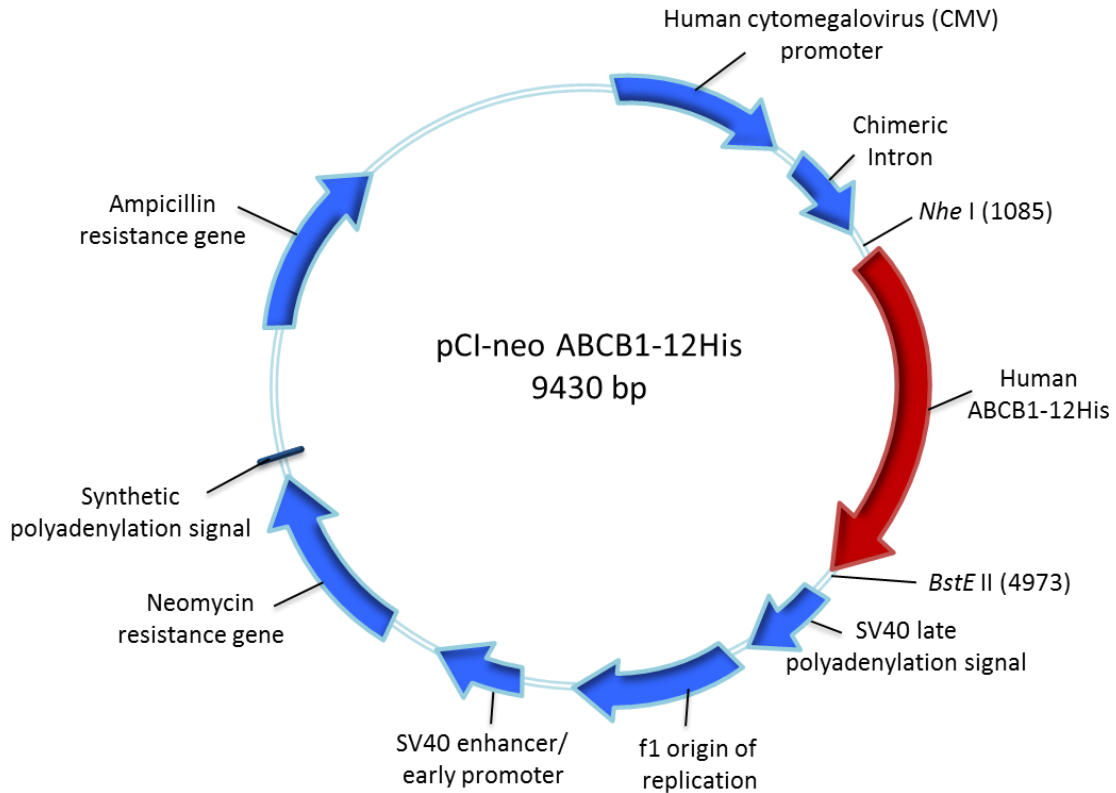 Human cytomegalovirus (CMV)
promoter
Chimeric
Intron
Nhe I (1085)
Human
ABCB1-12His
BstE II (4973)
SV40 late
polyadenylation signal
f1 origin of
replication
SV40 enhancer/
early promoter
Neomycin
resistance gene
Synthetic
polyadenylation signal
Ampicillin
resistance gene
pCI-neo ABCB1-12His
9430 bp